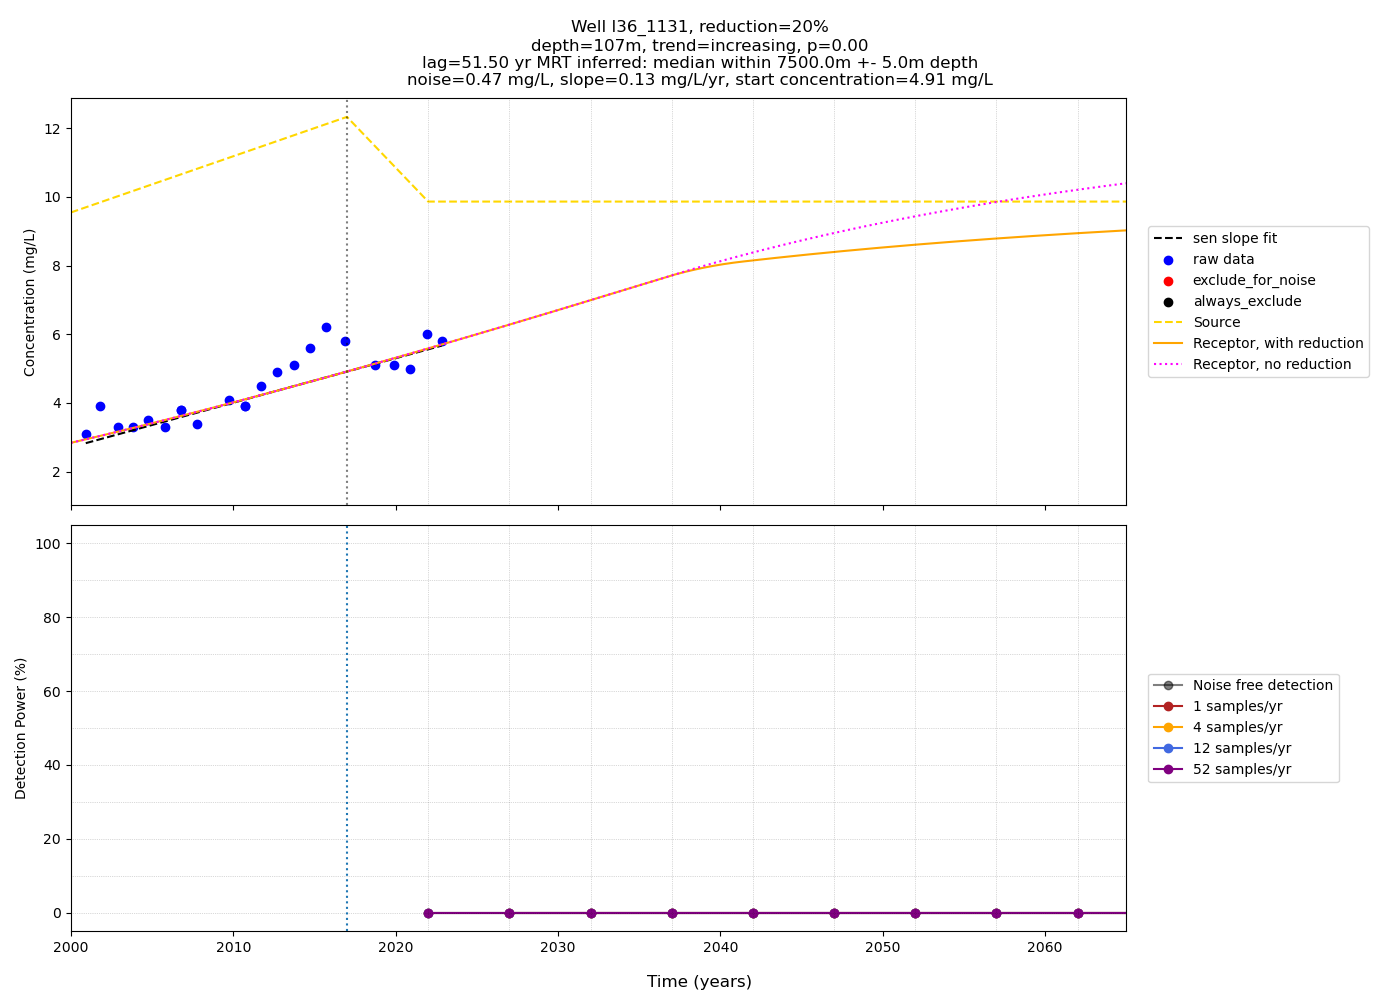 Well l36_1131, reduction=20%
depth=107m, trend=increasing, p=0.00
lag=51.50 yr MRT inferred: median within 7500.0m +- 5.0m depth
noise=0.47 mg/L, slope=0.13 mg/L/yr, start concentration=4.91 mg/L
Concentration (mg/L)
12
10
8
6
4
2
sen slope fit
raw data
exclude_for_noise
always_exclude
Source
Receptor, with reduction
Receptor, no reduction
Detection Power (%)
100
80
60
40
20
0
Noise free detection
1 samples/yr
4 samples/yr
12 samples/yr
52 samples/yr
2000 2010 2020 2030 2040 2050 2060
Time (years)